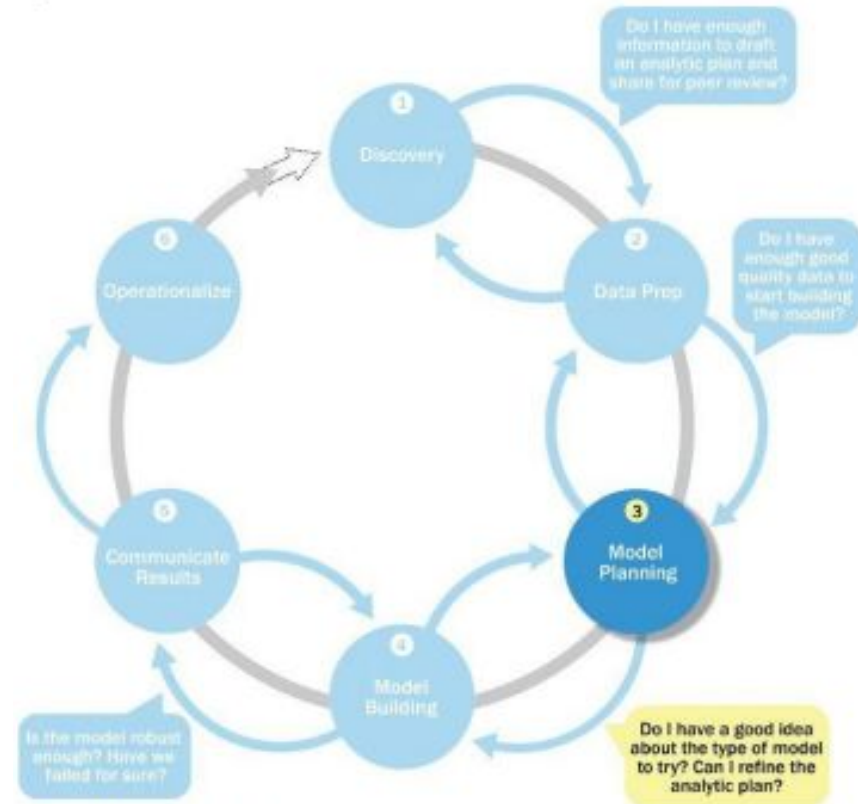 Do I have enough
information to draft
an analytic plan and
share for peer review?
1
Discovery
2
Data Prep
Do I have
enough good
quality data to
start building
the model?
3
Model
Planning
Do I have a good idea
about the type of model
to try? Can I refine the
analytic plan?
4
Model
Building
Is the model robust
enough? Have we
failed for sure?
5
Communicate
Results
6
Operationalize